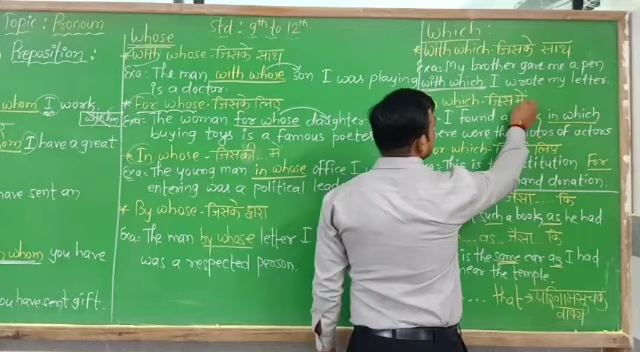 Topic: Pronoun
Preposition:
whom I work.
I have a great
have sent an
whom you have
you have sent gift.
Std : 9th to 12th
whose
* With whose - जिसके साथ
Exa: The man with whose son I was playing
is a doctor.
* For whose - जिसके लिए
Exa: The woman for whose daughter
buying toys is a famous poetess
* In whose - जिसकी ... में
Exa: The young man in whose office I
entering was a political lead
* By whose - जिसके द्वारा
Exa: The man by whose letter I
was a respected person.
which:
* With which - जिसके साथ
Exa: My brother gave me a pen
with which I wrote my letter.
which - जिसमें
I found a in which
there were the photos of actors
which - लिए
This is institution for
and donation.
जैसा ..... कि
such a book as he had
as .. जैसा .. कि
is the same car as I had
near the temple.
..... that → परिणामसूचक
वाक्य